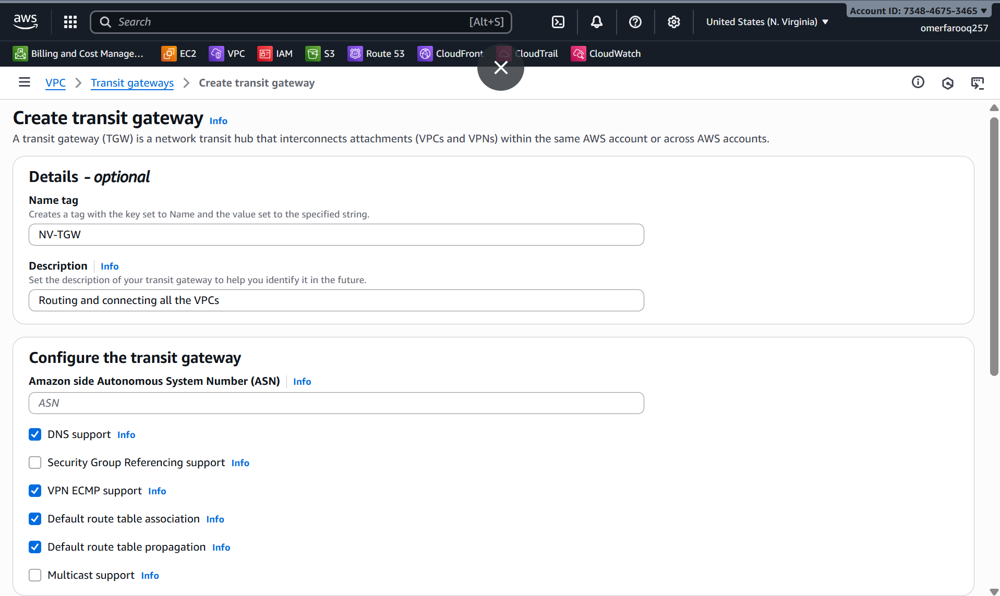 Account ID: 7348-4675-3465
aws
Search [Alt+S]
United States (N. Virginia)
omerfarooq257
Billing and Cost Manage... EC2 VPC IAM S3 Route 53 CloudFront CloudTrail CloudWatch
VPC Transit gateways Create transit gateway
Create transit gateway Info
A transit gateway (TGW) is a network transit hub that interconnects attachments (VPCs and VPNs) within the same AWS account or across AWS accounts.
Details - optional
Name tag
Creates a tag with the key set to Name and the value set to the specified string.
NV-TGW
Description Info
Set the description of your transit gateway to help you identify it in the future.
Routing and connecting all the VPCs
Configure the transit gateway
Amazon side Autonomous System Number (ASN) Info
ASN
DNS support Info
Security Group Referencing support Info
VPN ECMP support Info
Default route table association Info
Default route table propagation Info
Multicast support Info